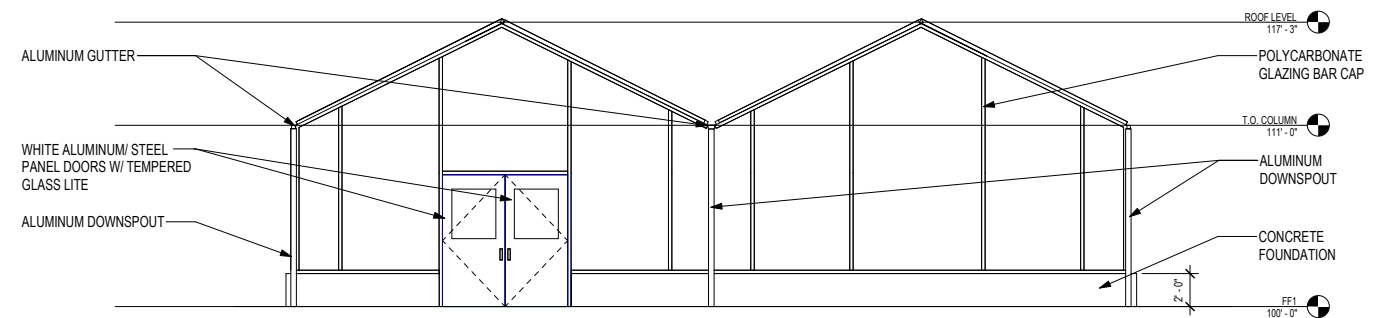 ROOF LEVEL
117' - 3"
ALUMINUM GUTTER
POLYCARBONATE
GLAZING BAR CAP
T.O. COLUMN
111' - 0"
WHITE ALUMINUM/ STEEL
PANEL DOORS W/ TEMPERED
GLASS LITE
ALUMINUM
DOWNSPOUT
ALUMINUM DOWNSPOUT
CONCRETE
FOUNDATION
2' - 0"
FF1
100' - 0"